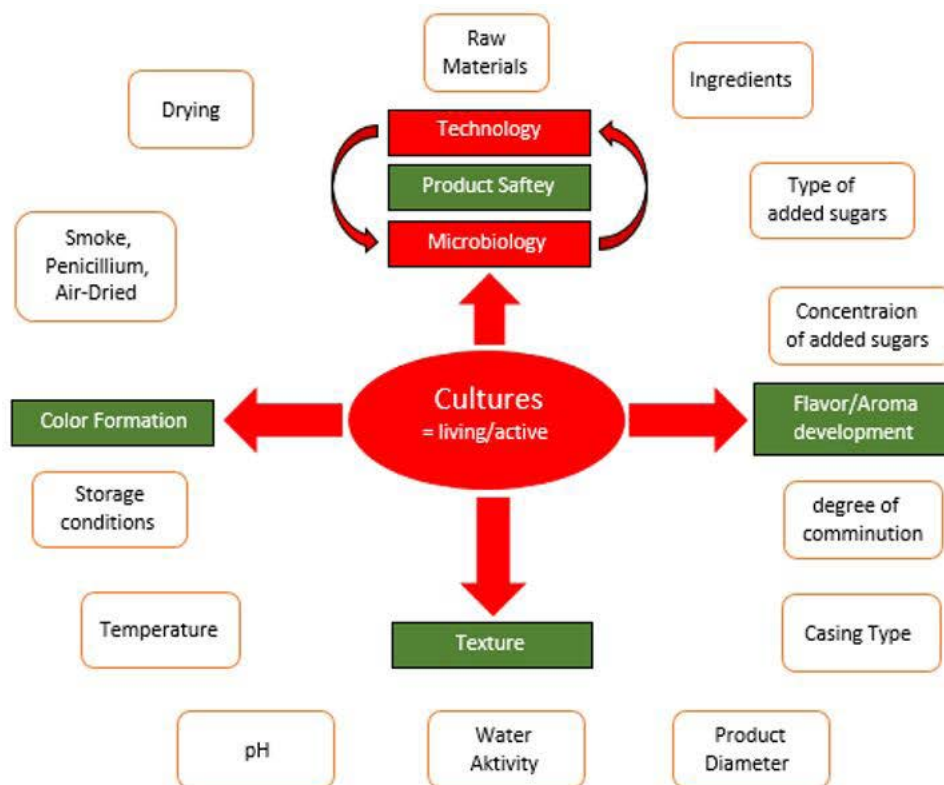 Raw
Materials
Ingredients
Drying
Technology
Product Saftey
Microbiology
Type of
added sugars
Smoke,
Penicillium,
Air-Dried
Concentraion
of added sugars
Color Formation
Cultures
= living/active
Flavor/Aroma
development
Storage
conditions
degree of
comminution
Temperature
Texture
Casing Type
pH
Water
Aktivity
Product
Diameter